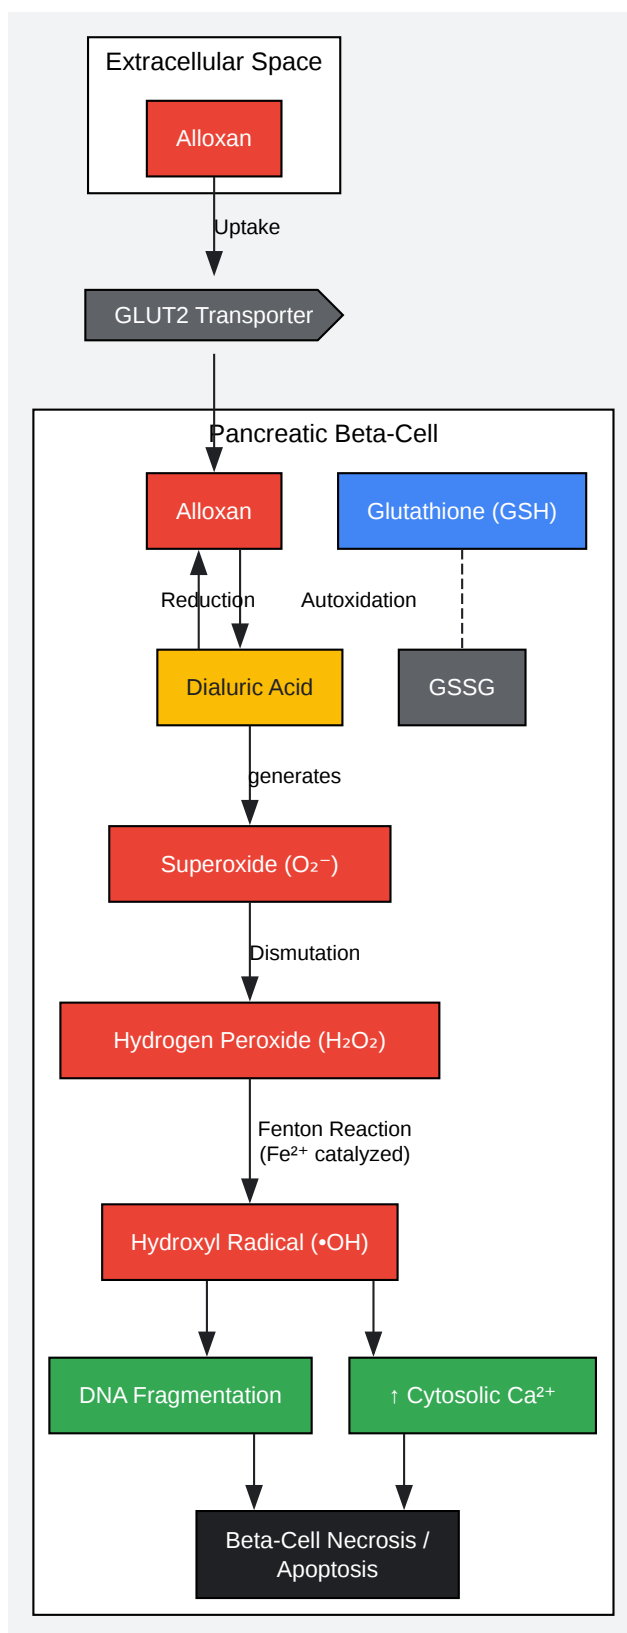 Extracellular Space
Alloxan
Uptake
GLUT2 Transporter
Pancreatic Beta-Cell
Alloxan
Glutathione (GSH)
Reduction
Autoxidation
Dialuric Acid
GSSG
generates
Superoxide (O₂⁻)
Dismutation
Hydrogen Peroxide (H₂O₂)
Fenton Reaction
(Fe²⁺ catalyzed)
Hydroxyl Radical (•OH)
DNA Fragmentation
↑ Cytosolic Ca²⁺
Beta-Cell Necrosis /
Apoptosis